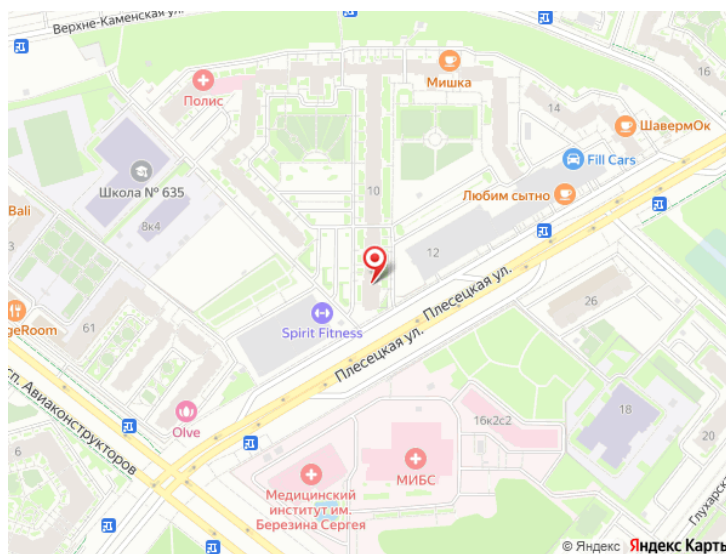 Верхне-Каменская ул.
Полис
Мишка
16
14
ШавермОк
Школа № 635
10
Fill Cars
Любим сытно
Bali
8к4
3
12
geRoom
61
Spirit Fitness
Плесецкая ул.
26
Плесецкая ул.
сп. Авиаконструкторов
Olve
16к2с2
18
20
6
Медицинский
институт им.
Березина Сергея
МИБС
Глухарска
© Яндекс Яндекс Карты